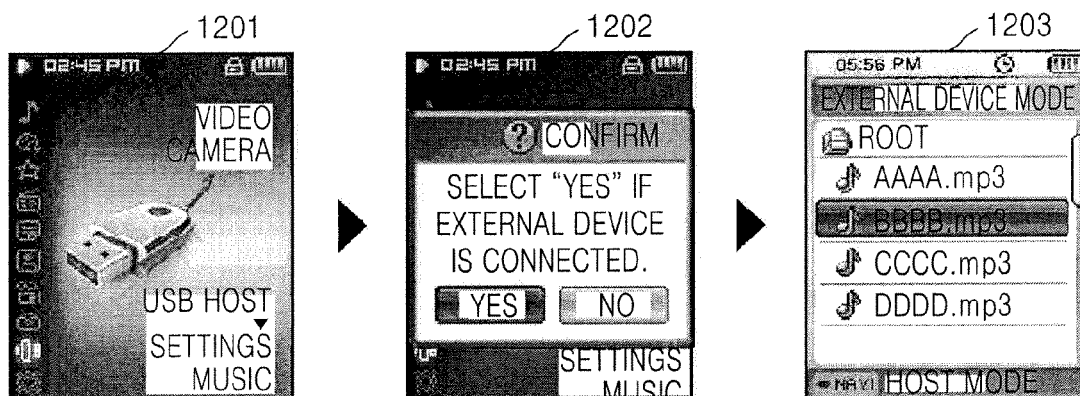 1201
02:45 PM
VIDEO
CAMERA
USB HOST
SETTINGS
MUSIC
1202
02:45 PM
CONFIRM
SELECT "YES" IF
EXTERNAL DEVICE
IS CONNECTED.
YES
NO
SETTINGS
MUSIC
1203
05:56 PM
EXTERNAL DEVICE MODE
ROOT
AAAA.mp3
BBBB.mp3
CCCC.mp3
DDDD.mp3
NAVI HOST MODE